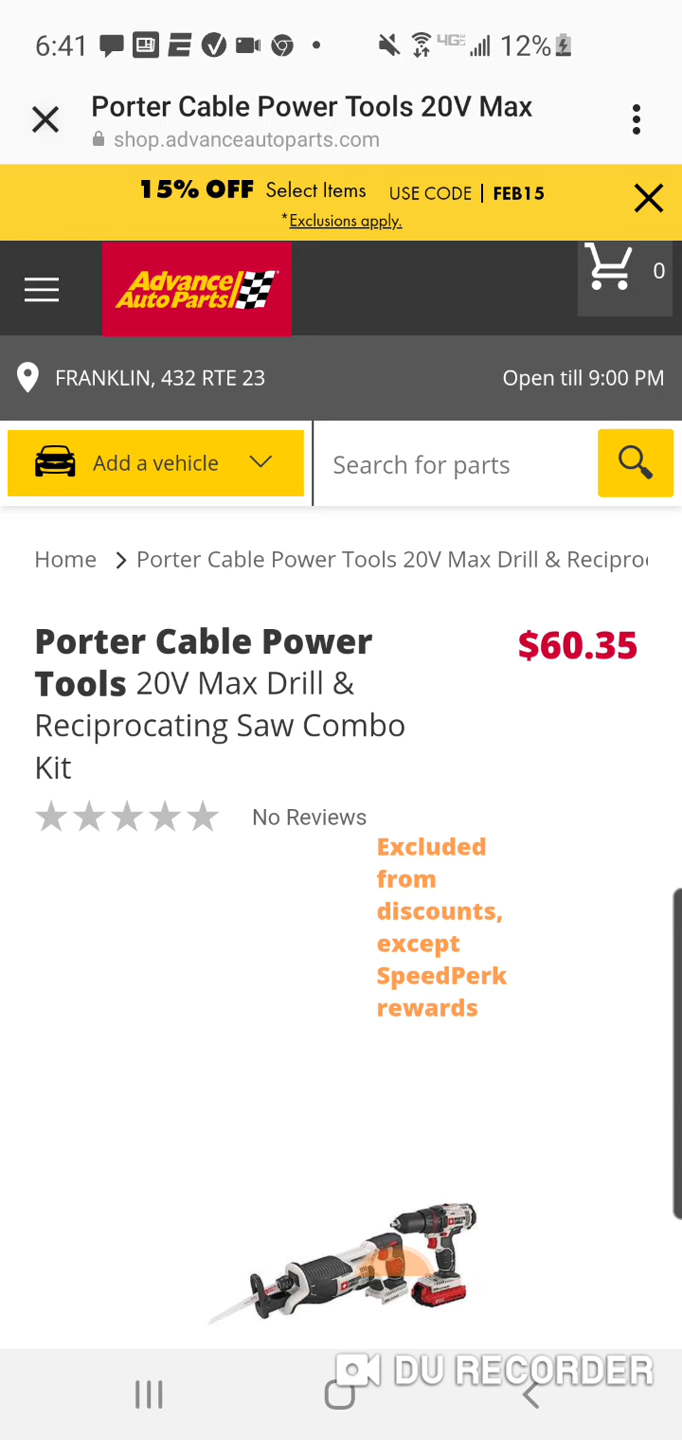 6:41 4GE 12%
Porter Cable Power Tools 20V Max
shop.advanceautoparts.com
15% OFF Select Items USE CODE | FEB15
*Exclusions apply.
Advance Auto Parts
0
FRANKLIN, 432 RTE 23 Open till 9:00 PM
Add a vehicle Search for parts
Home > Porter Cable Power Tools 20V Max Drill & Recipro
Porter Cable Power $60.35
Tools 20V Max Drill &
Reciprocating Saw Combo
Kit
No Reviews
Excluded
from
discounts,
except
SpeedPerk
rewards
DU RECORDER